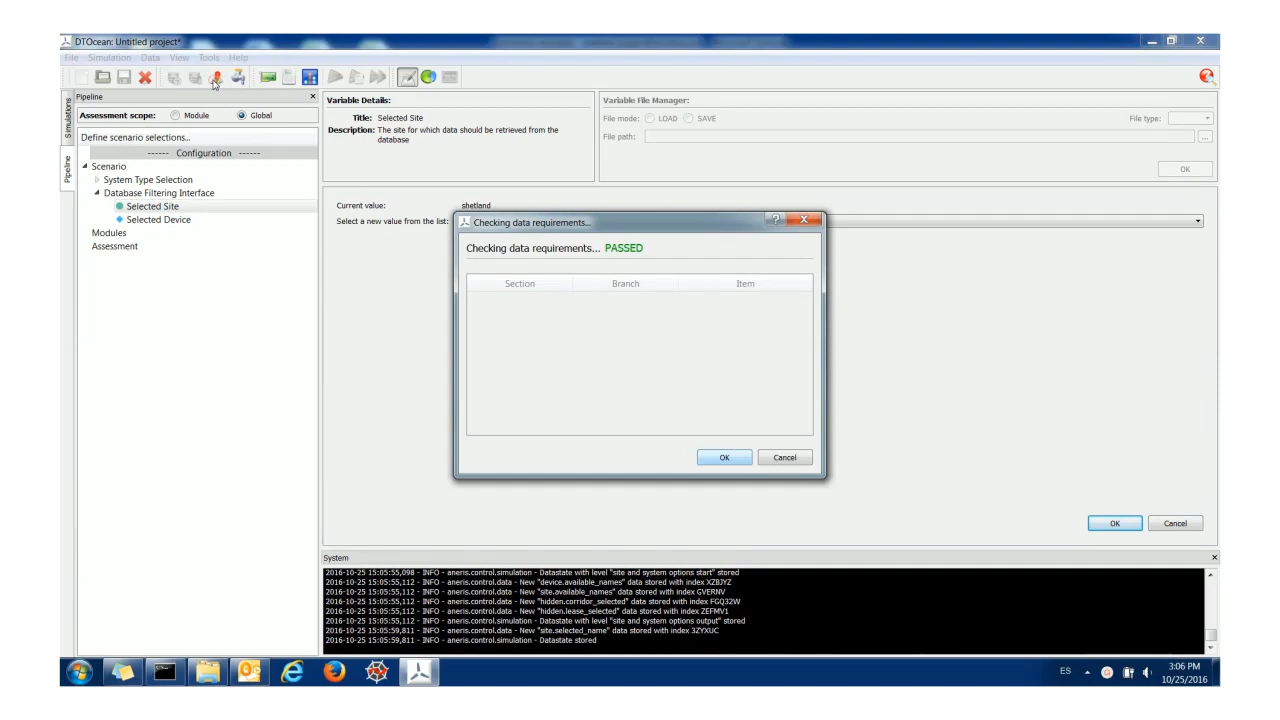 DTOcean: Untitled project*
File Simulation Data View Tools Help
Simulations
Pipeline
Pipeline ×
Assessment scope: Module Global
Define scenario selections...
------ Configuration ------
Scenario
System Type Selection
Database Filtering Interface
Selected Site
Selected Device
Modules
Assessment
Variable Details:
Title: Selected Site
Description: The site for which data should be retrieved from the
database
Variable File Manager:
File mode: LOAD SAVE File type:
File path: ...
OK
Current value: shetland
Select a new value from the list:
Checking data requirements...
Checking data requirements... PASSED
Section Branch Item
OK Cancel
OK Cancel
System ×
2016-10-25 15:05:55,098 - INFO - aneris.control.simulation - Datastate with level "site and system options start" stored
2016-10-25 15:05:55,112 - INFO - aneris.control.data - New "device.available_names" data stored with index XZBJYZ
2016-10-25 15:05:55,112 - INFO - aneris.control.data - New "site.available_names" data stored with index GVERNV
2016-10-25 15:05:55,112 - INFO - aneris.control.data - New "hidden.corridor_selected" data stored with index FGQ32W
2016-10-25 15:05:55,112 - INFO - aneris.control.data - New "hidden.lease_selected" data stored with index ZEFMV1
2016-10-25 15:05:55,112 - INFO - aneris.control.simulation - Datastate with level "site and system options output" stored
2016-10-25 15:05:59,811 - INFO - aneris.control.data - New "site.selected_name" data stored with index 3ZYXUC
2016-10-25 15:05:59,811 - INFO - aneris.control.simulation - Datastate stored
ES 3:06 PM
10/25/2016